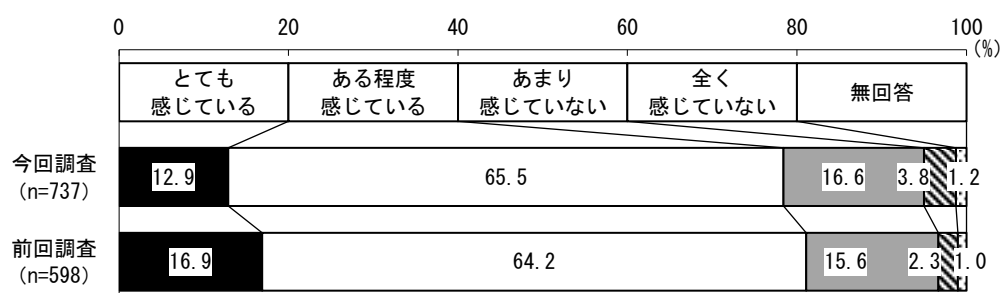 0 20 40 60 80 100
(%)
とても
感じている
ある程度
感じている
あまり
感じていない
全く
感じていない
無回答
今回調査
(n=737)
12.9 65.5 16.6 3.8 1.2
前回調査
(n=598)
16.9 64.2 15.6 2.3 1.0